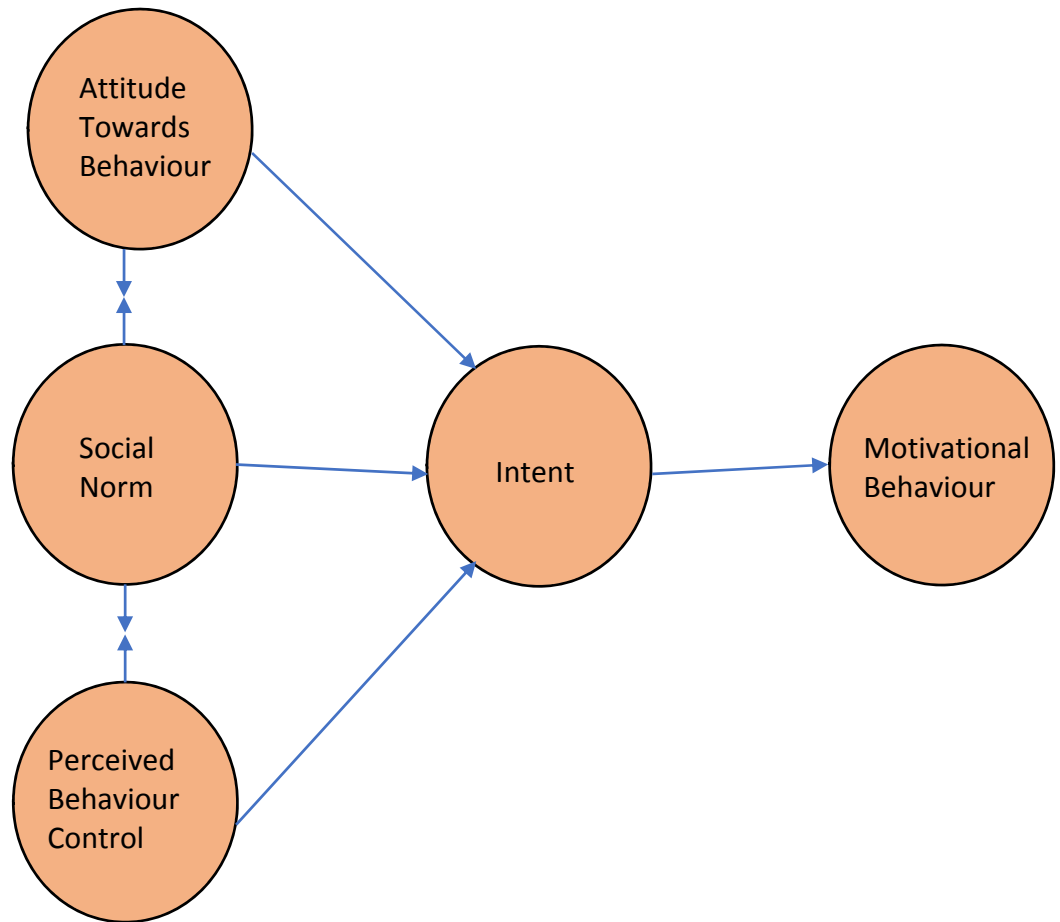 Attitude
Towards
Behaviour
Social
Norm
Intent
Motivational
Behaviour
Perceived
Behaviour
Control